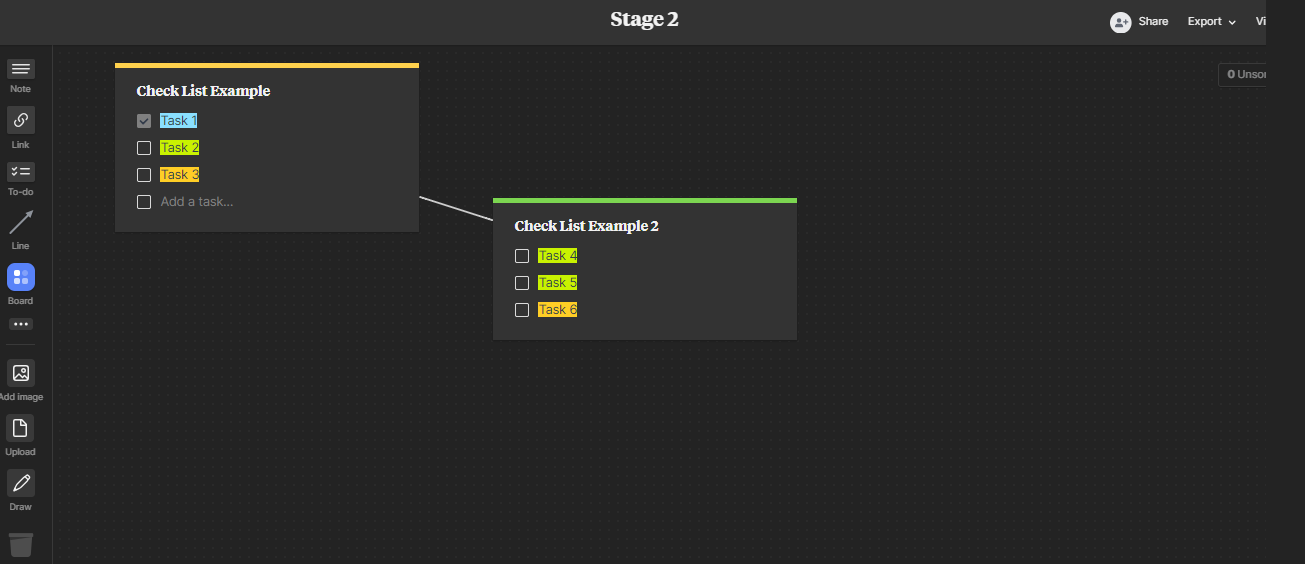 Stage 2
Share
Export
Vi
0 Unsor
Note
Link
To-do
Line
Board
Add image
Upload
Draw
Check List Example
Task 1
Task 2
Task 3
Add a task...
Check List Example 2
Task 4
Task 5
Task 6